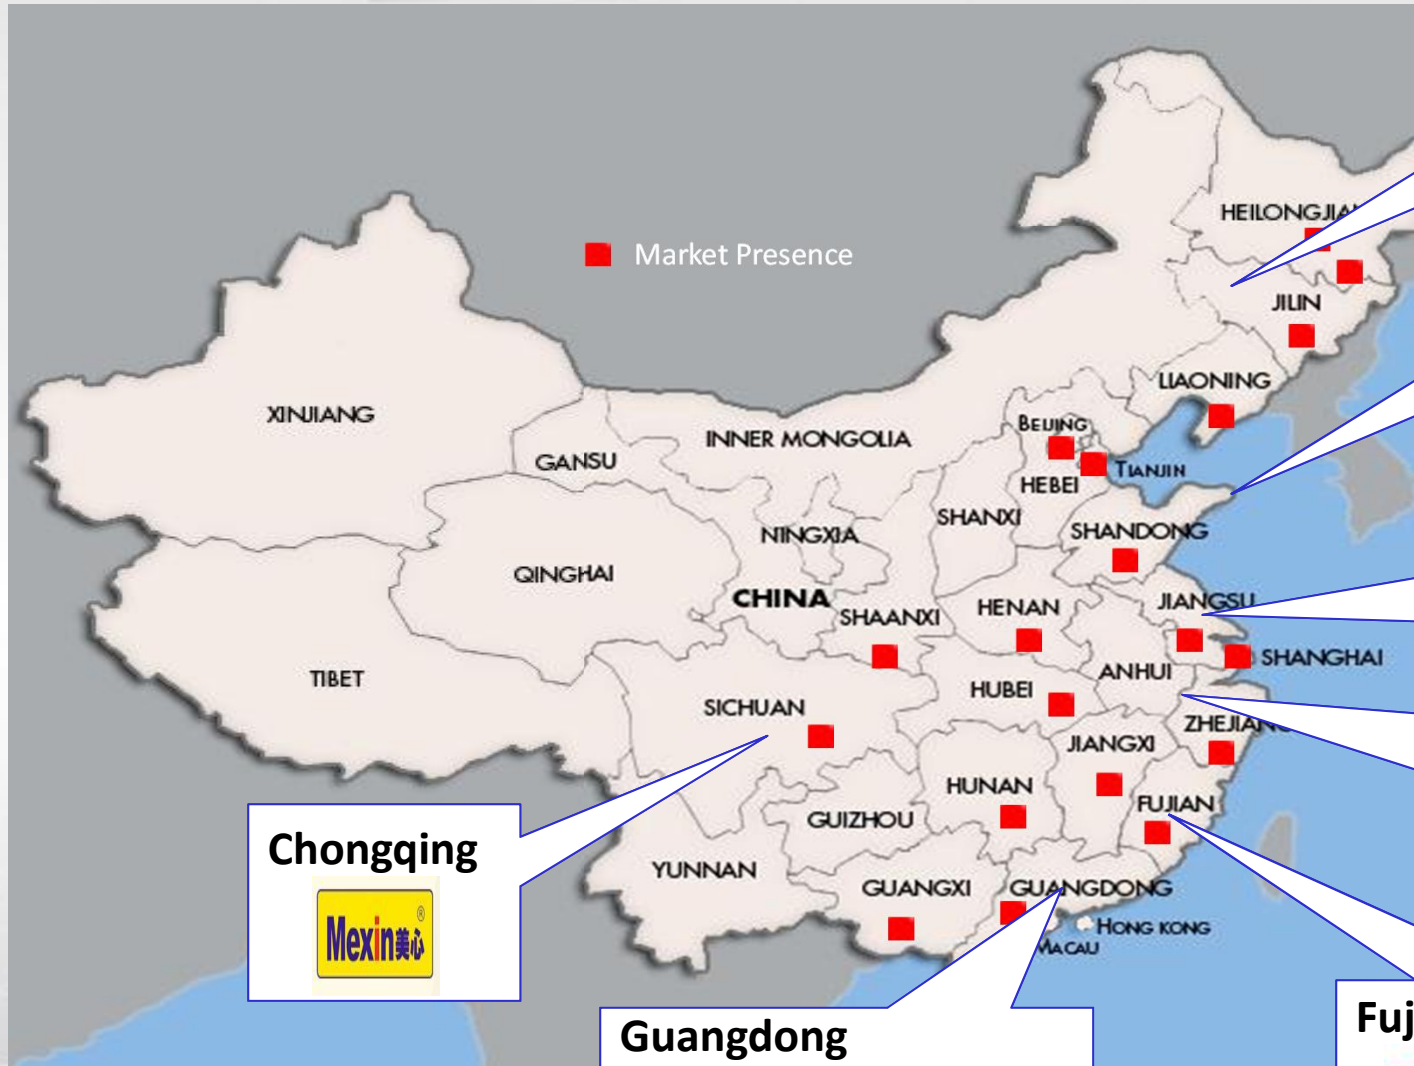 HEILONGJIAN
Market Presence
JILIN
LIAONING
XINJIANG
BEIJING
INNER MONGOLIA
GANSU
TIANJIN
HEBEI
SHANXI
SHANDONG
NINGXIA
QINGHAI
CHINA
JIANGSU
HENAN
SHAANXI
SHANGHAI
ANHUI
TIBET
HUBEI
SICHUAN
ZHEJIANG
JIANGXI
HUNAN
FUJIAN
GUIZHOU
Chongqing
YUNNAN
GUANGXI
GUANGDONG
HONG KONG
Mexin美心®
MACAU
Fuj
Guangdong